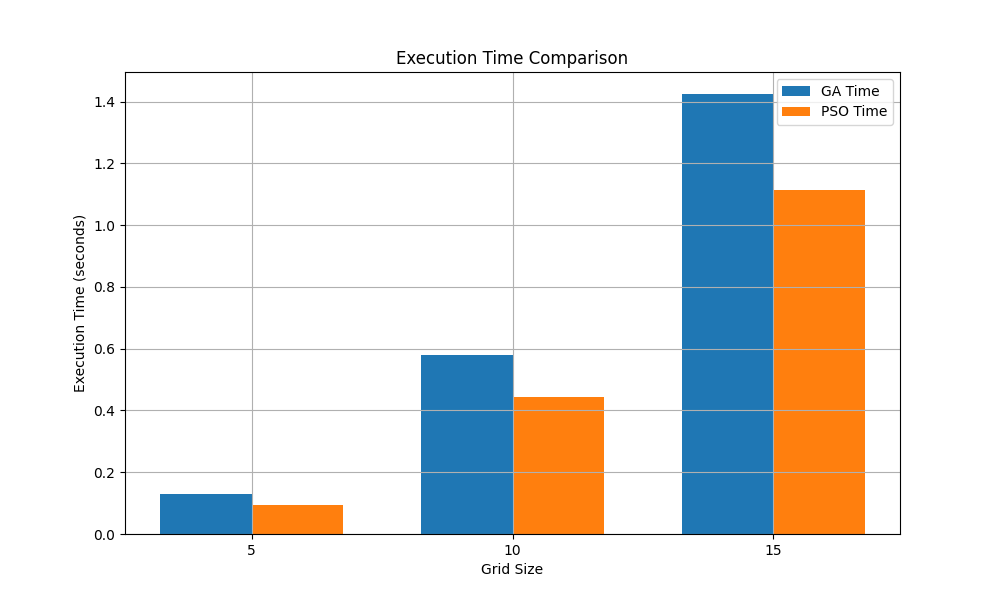 Execution Time Comparison
GA Time
PSO Time
Execution Time (seconds)
1.4
1.2
1.0
0.8
0.6
0.4
0.2
0.0
5
10
15
Grid Size